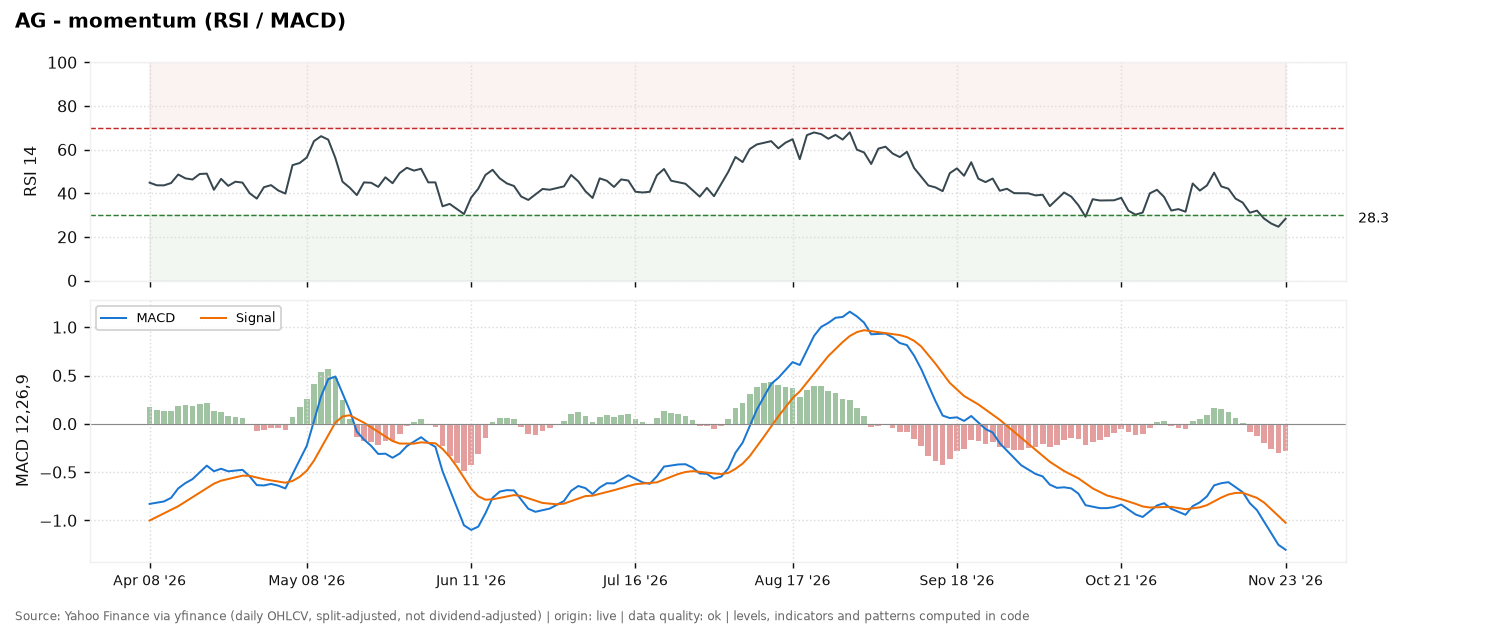 AG - momentum (RSI / MACD)
100
80
60
40
20
0
RSI 14
28.3
MACD
Signal
1.0
0.5
0.0
−0.5
−1.0
MACD 12,26,9
Apr 08 '26
May 08 '26
Jun 11 '26
Jul 16 '26
Aug 17 '26
Sep 18 '26
Oct 21 '26
Nov 23 '26
Source: Yahoo Finance via yfinance (daily OHLCV, split-adjusted, not dividend-adjusted) | origin: live | data quality: ok | levels, indicators and patterns computed in code